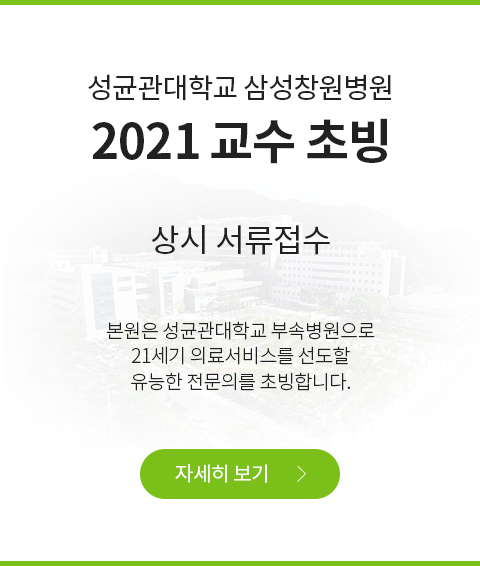 성균관대학교 삼성창원병원
2021 교수 초빙
상시 서류접수
본원은 성균관대학교 부속병원으로
21세기 의료서비스를 선도할
유능한 전문의를 초빙합니다.
자세히 보기